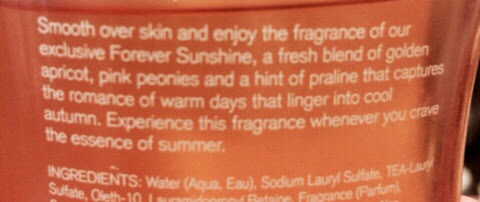 Smooth over skin and enjoy the fragrance of our
exclusive Forever Sunshine, a fresh blend of golden
apricot, pink peonies and a hint of praline that captures
the romance of warm days that linger into cool
autumn. Experience this fragrance whenever you crave
the essence of summer.
INGREDIENTS: Water (Aqua, Eau), Sodium Lauryl Sulfate, TEA-Lauryl
Sulfate, Oleth-10, Lauramidopropyl Betaine, Fragrance (Parfum),